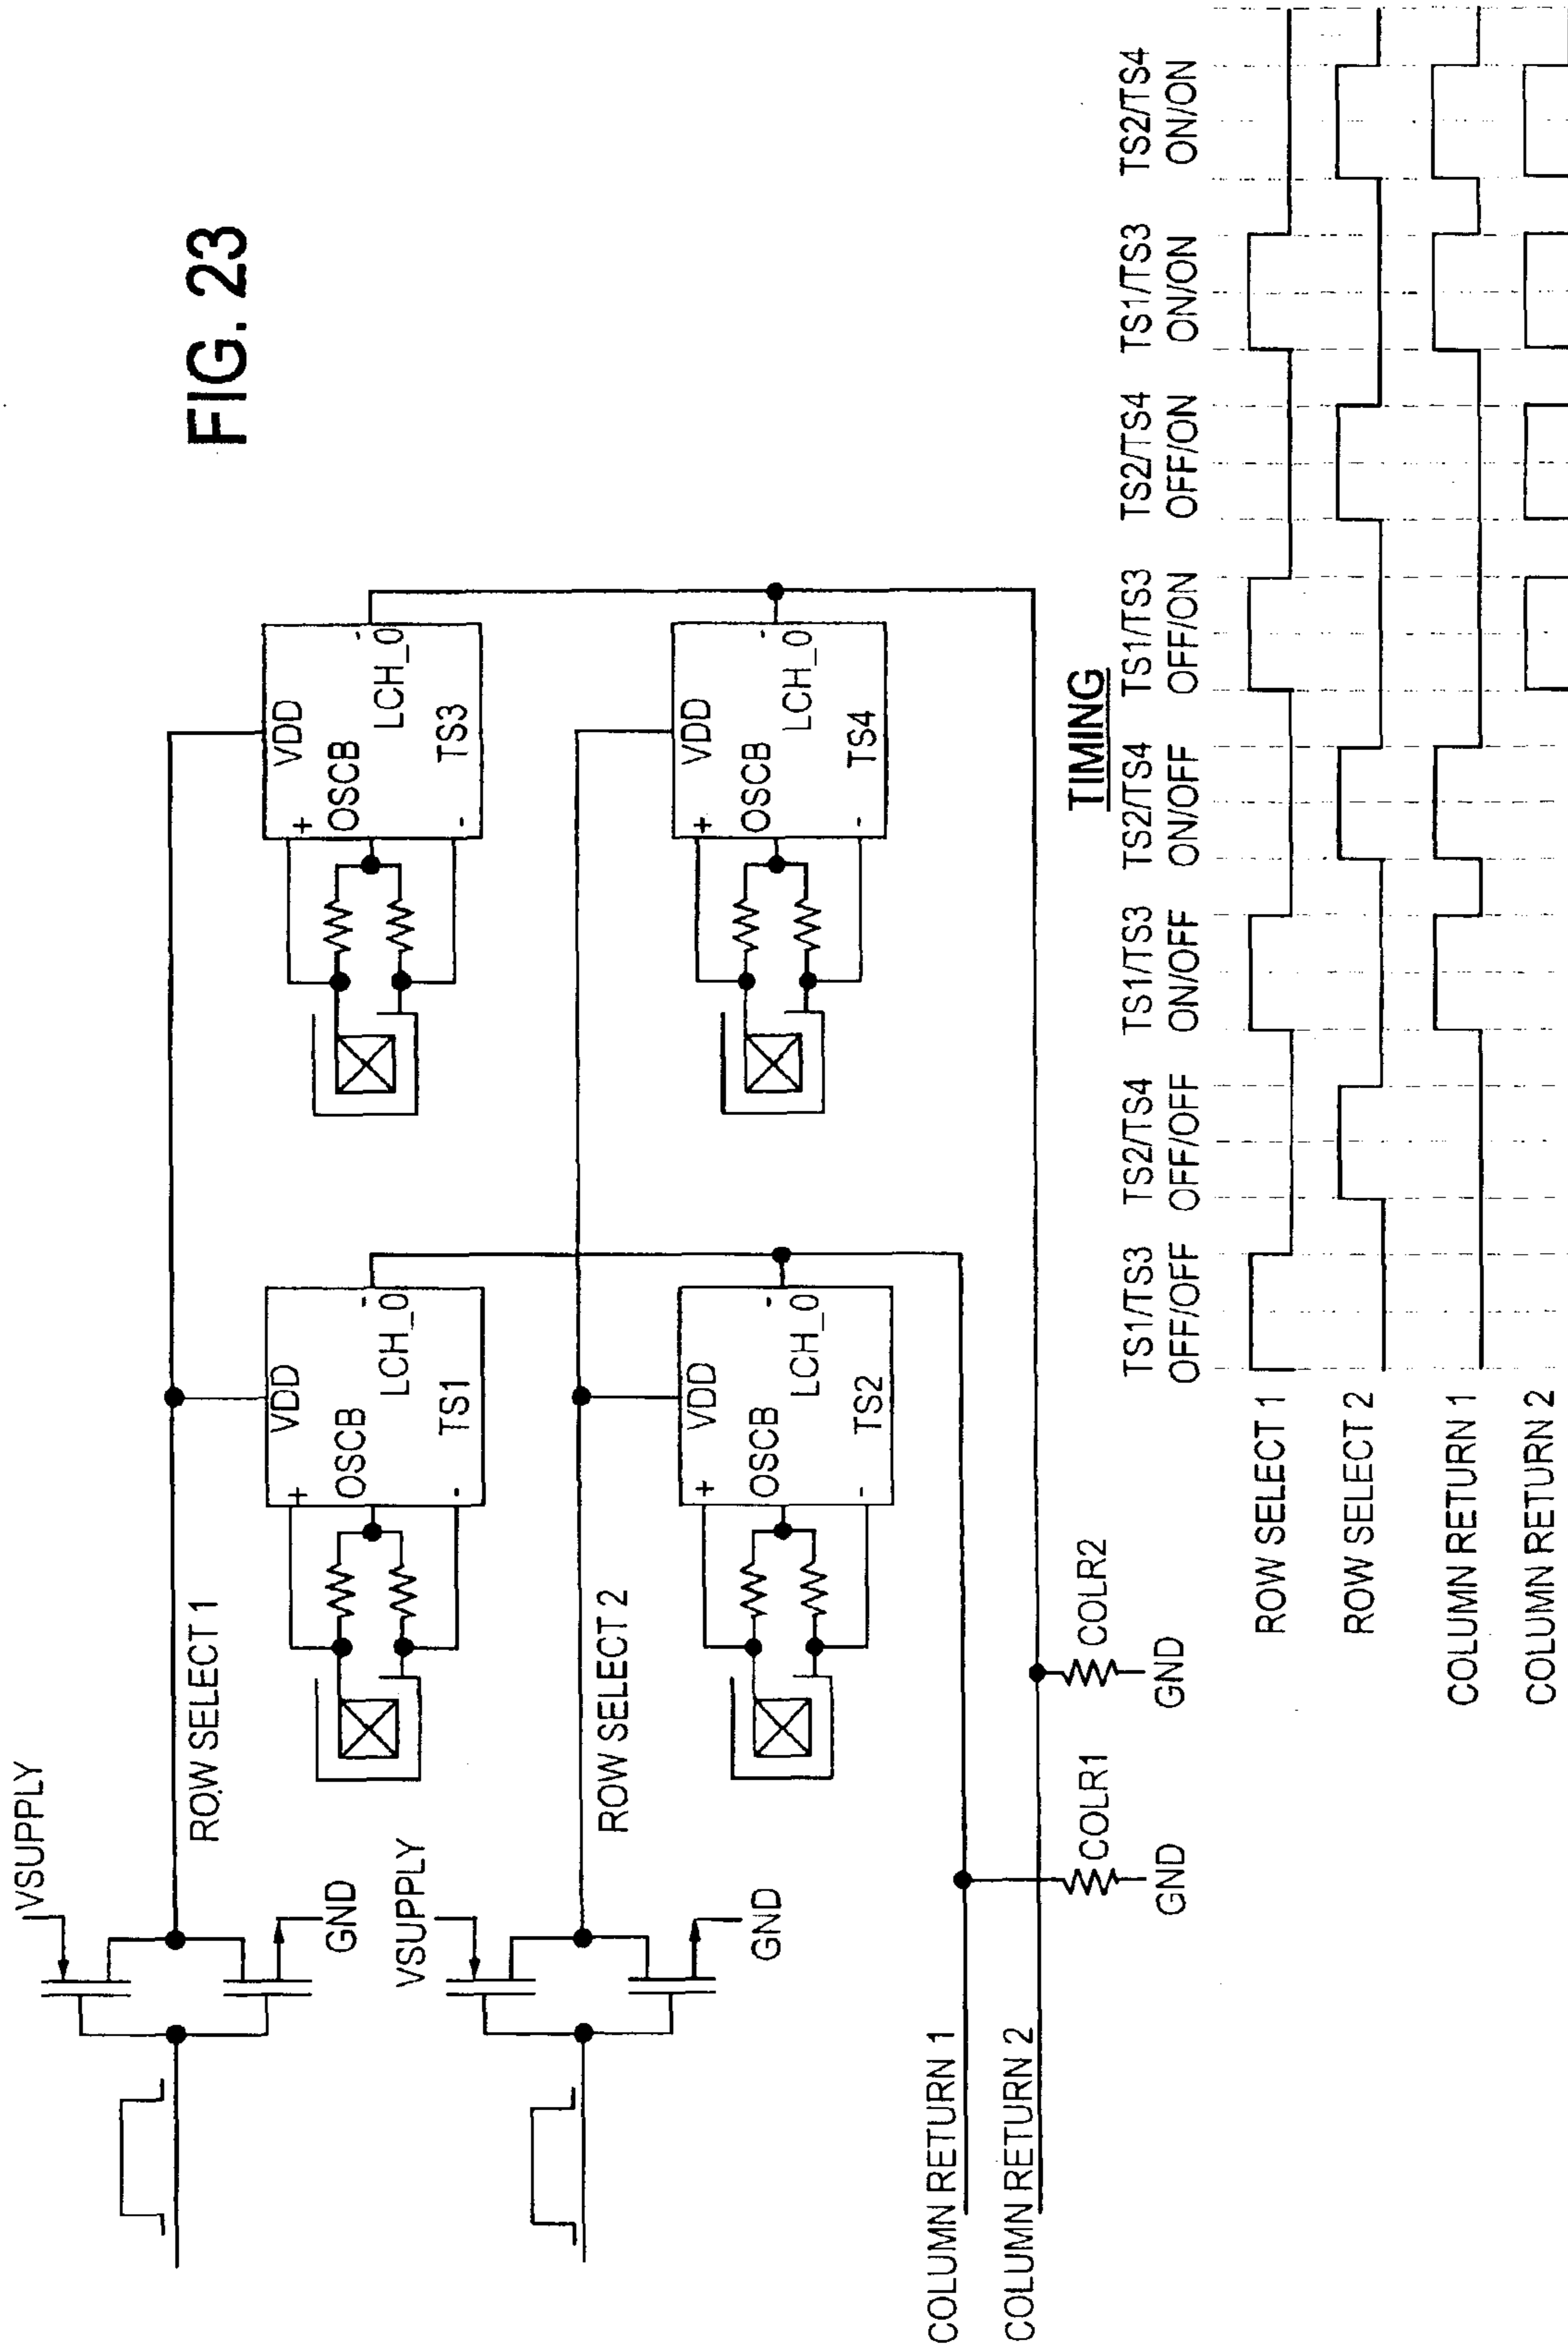 FIG. 23
VSUPPLY
ROW SELECT 1
GND
VDD
+
OSCB
-
LCH_0
-
TS1
VDD
+
OSCB
-
LCH_0
-
TS3
VSUPPLY
ROW SELECT 2
GND
VDD
+
OSCB
-
LCH_0
-
TS2
VDD
+
OSCB
-
LCH_0
-
TS4
COLUMN RETURN 1
COLUMN RETURN 2
COLR1
GND
COLR2
GND
TIMING
TS1/TS3 TS2/TS4 TS1/TS3 TS2/TS4 TS1/TS3 TS2/TS4 TS1/TS3 TS2/TS4
OFF/OFF OFF/OFF ON/OFF ON/OFF OFF/ON OFF/ON ON/ON ON/ON
ROW SELECT 1
ROW SELECT 2
COLUMN RETURN 1
COLUMN RETURN 2